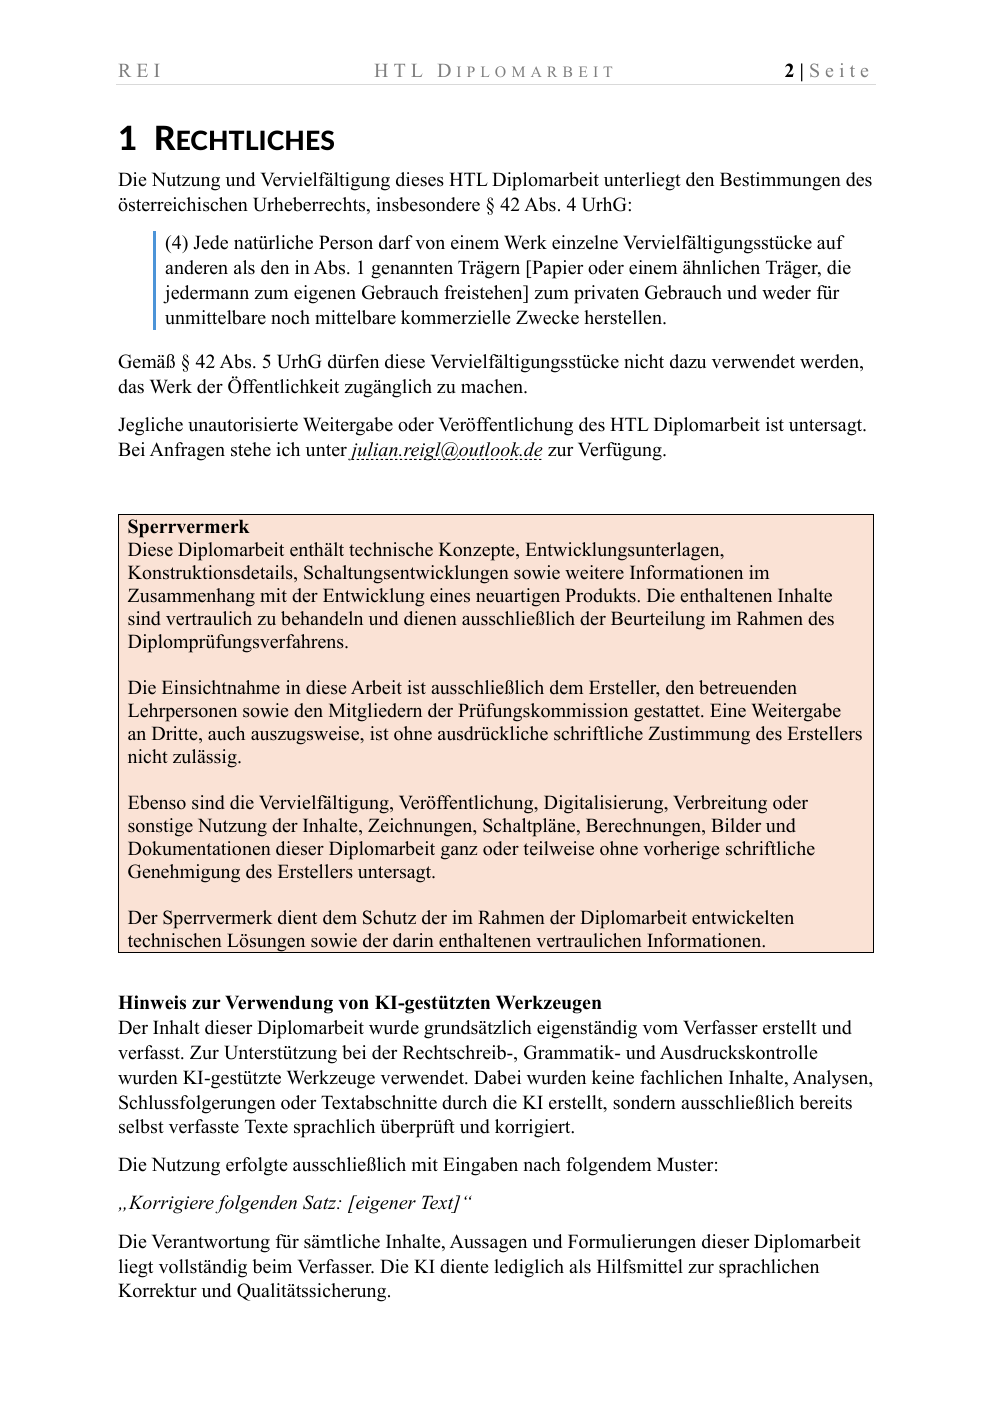 REI HTL DIPLOMARBEIT 2 | Seite
1 RECHTLICHES
Die Nutzung und Vervielfältigung dieses HTL Diplomarbeit unterliegt den Bestimmungen des
österreichischen Urheberrechts, insbesondere § 42 Abs. 4 UrhG:
(4) Jede natürliche Person darf von einem Werk einzelne Vervielfältigungsstücke auf
anderen als den in Abs. 1 genannten Trägern [Papier oder einem ähnlichen Träger, die
jedermann zum eigenen Gebrauch freistehen] zum privaten Gebrauch und weder für
unmittelbare noch mittelbare kommerzielle Zwecke herstellen.
Gemäß § 42 Abs. 5 UrhG dürfen diese Vervielfältigungsstücke nicht dazu verwendet werden,
das Werk der Öffentlichkeit zugänglich zu machen.
Jegliche unautorisierte Weitergabe oder Veröffentlichung des HTL Diplomarbeit ist untersagt.
Bei Anfragen stehe ich unter julian.reigl@outlook.de zur Verfügung.
Sperrvermerk
Diese Diplomarbeit enthält technische Konzepte, Entwicklungsunterlagen,
Konstruktionsdetails, Schaltungsentwicklungen sowie weitere Informationen im
Zusammenhang mit der Entwicklung eines neuartigen Produkts. Die enthaltenen Inhalte
sind vertraulich zu behandeln und dienen ausschließlich der Beurteilung im Rahmen des
Diplomprüfungsverfahrens.
Die Einsichtnahme in diese Arbeit ist ausschließlich dem Ersteller, den betreuenden
Lehrpersonen sowie den Mitgliedern der Prüfungskommission gestattet. Eine Weitergabe
an Dritte, auch auszugsweise, ist ohne ausdrückliche schriftliche Zustimmung des Erstellers
nicht zulässig.
Ebenso sind die Vervielfältigung, Veröffentlichung, Digitalisierung, Verbreitung oder
sonstige Nutzung der Inhalte, Zeichnungen, Schaltpläne, Berechnungen, Bilder und
Dokumentationen dieser Diplomarbeit ganz oder teilweise ohne vorherige schriftliche
Genehmigung des Erstellers untersagt.
Der Sperrvermerk dient dem Schutz der im Rahmen der Diplomarbeit entwickelten
technischen Lösungen sowie der darin enthaltenen vertraulichen Informationen.
Hinweis zur Verwendung von KI-gestützten Werkzeugen
Der Inhalt dieser Diplomarbeit wurde grundsätzlich eigenständig vom Verfasser erstellt und
verfasst. Zur Unterstützung bei der Rechtschreib-, Grammatik- und Ausdruckskontrolle
wurden KI-gestützte Werkzeuge verwendet. Dabei wurden keine fachlichen Inhalte, Analysen,
Schlussfolgerungen oder Textabschnitte durch die KI erstellt, sondern ausschließlich bereits
selbst verfasste Texte sprachlich überprüft und korrigiert.
Die Nutzung erfolgte ausschließlich mit Eingaben nach folgendem Muster:
„Korrigiere folgenden Satz: [eigener Text]“
Die Verantwortung für sämtliche Inhalte, Aussagen und Formulierungen dieser Diplomarbeit
liegt vollständig beim Verfasser. Die KI diente lediglich als Hilfsmittel zur sprachlichen
Korrektur und Qualitätssicherung.